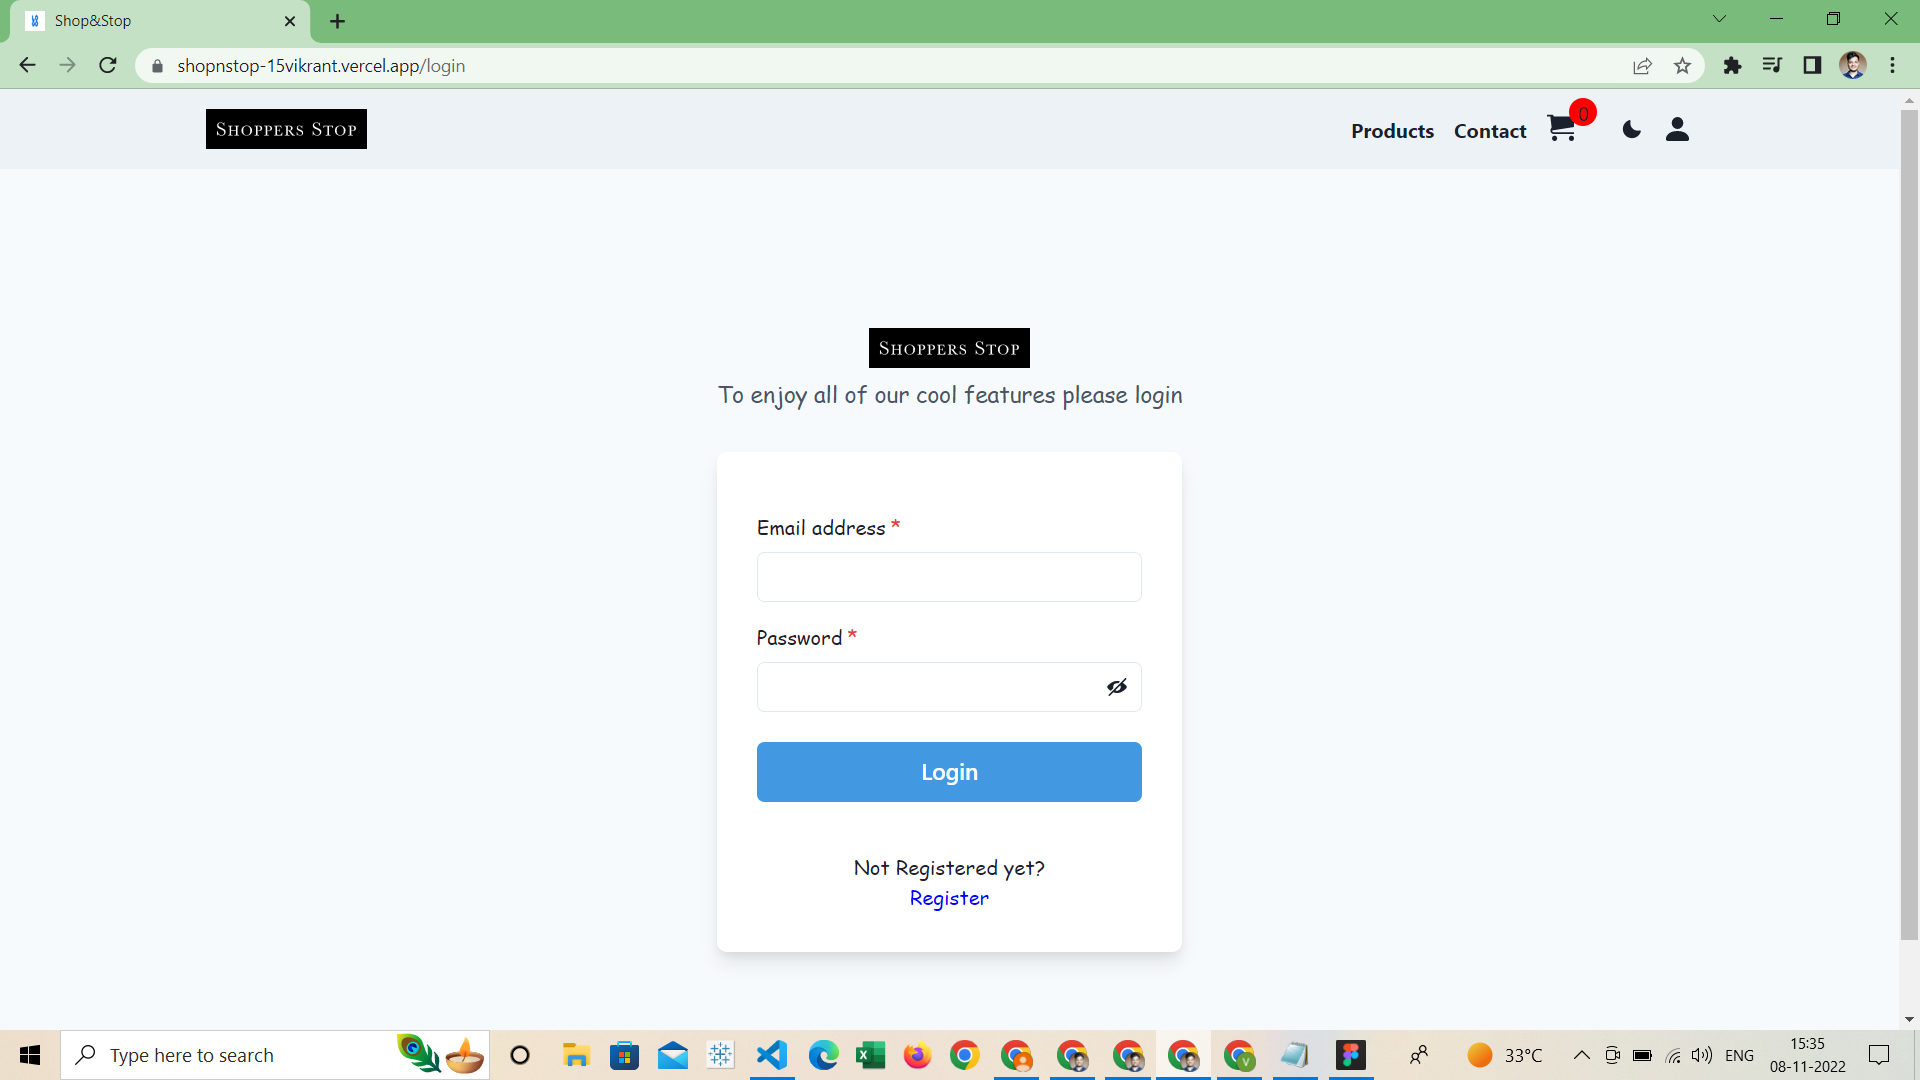 Shop&Stop
shopnstop-15vikrant.vercel.app/login
SHOPPERS STOP
Products
Contact
0
SHOPPERS STOP
To enjoy all of our cool features please login
Email address *
Password *
Login
Not Registered yet?
Register
Type here to search
V
33°C
ENG
15:35
08-11-2022